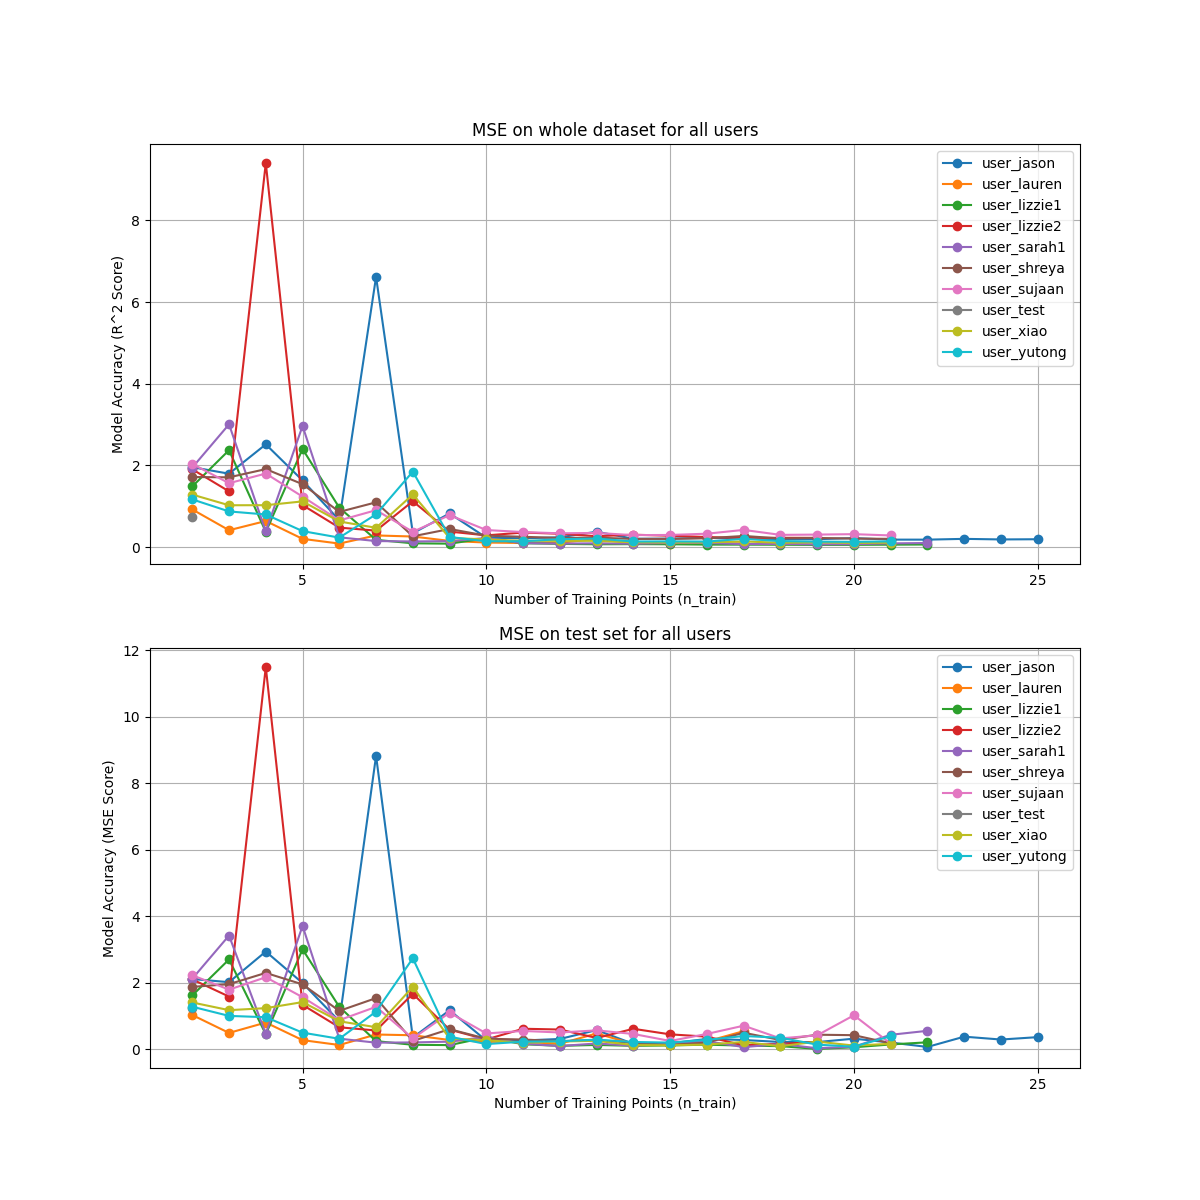 MSE on whole dataset for all users
Model Accuracy (R^2 Score)
8
6
4
2
0
5
10
15
20
25
Number of Training Points (n_train)
user_jason
user_lauren
user_lizzie1
user_lizzie2
user_sarah1
user_shreya
user_sujaan
user_test
user_xiao
user_yutong
MSE on test set for all users
Model Accuracy (MSE Score)
12
10
8
6
4
2
0
5
10
15
20
25
Number of Training Points (n_train)
user_jason
user_lauren
user_lizzie1
user_lizzie2
user_sarah1
user_shreya
user_sujaan
user_test
user_xiao
user_yutong